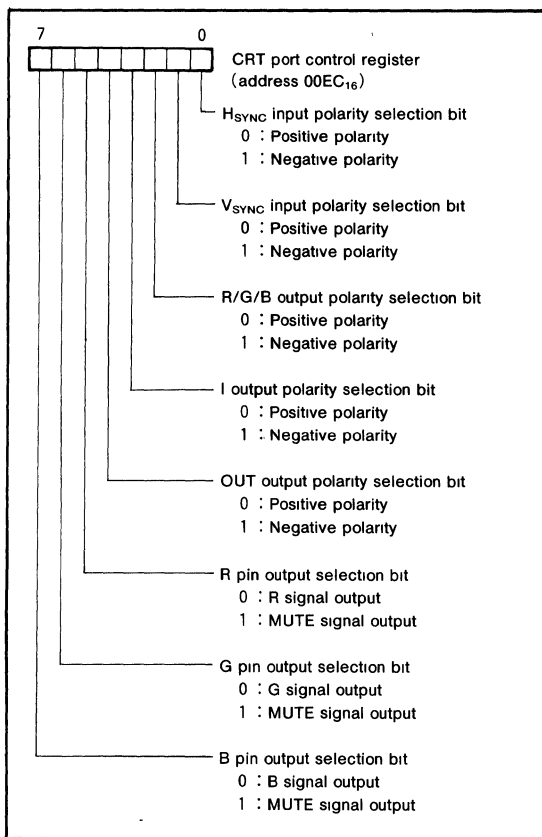 7 0
CRT port control register
(address 00EC₁₆)
H_SYNC input polarity selection bit
0 : Positive polarity
1 : Negative polarity
V_SYNC input polarity selection bit
0 : Positive polarity
1 : Negative polarity
R/G/B output polarity selection bit
0 : Positive polarity
1 : Negative polarity
I output polarity selection bit
0 : Positive polarity
1 : Negative polarity
OUT output polarity selection bit
0 : Positive polarity
1 : Negative polarity
R pin output selection bit
0 : R signal output
1 : MUTE signal output
G pin output selection bit
0 : G signal output
1 : MUTE signal output
B pin output selection bit
0 : B signal output
1 : MUTE signal output